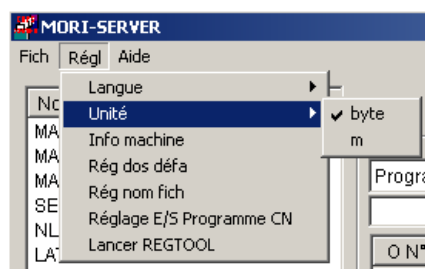 MORI-SERVER
Fich Régl Aide
Langue
Unité
byte
m
Info machine
Rég dos défa
Rég nom fich
Réglage E/S Programme CN
Lancer REGTOOL
No
MA
MA
MA
SE
NL
LA
Progra
O N°